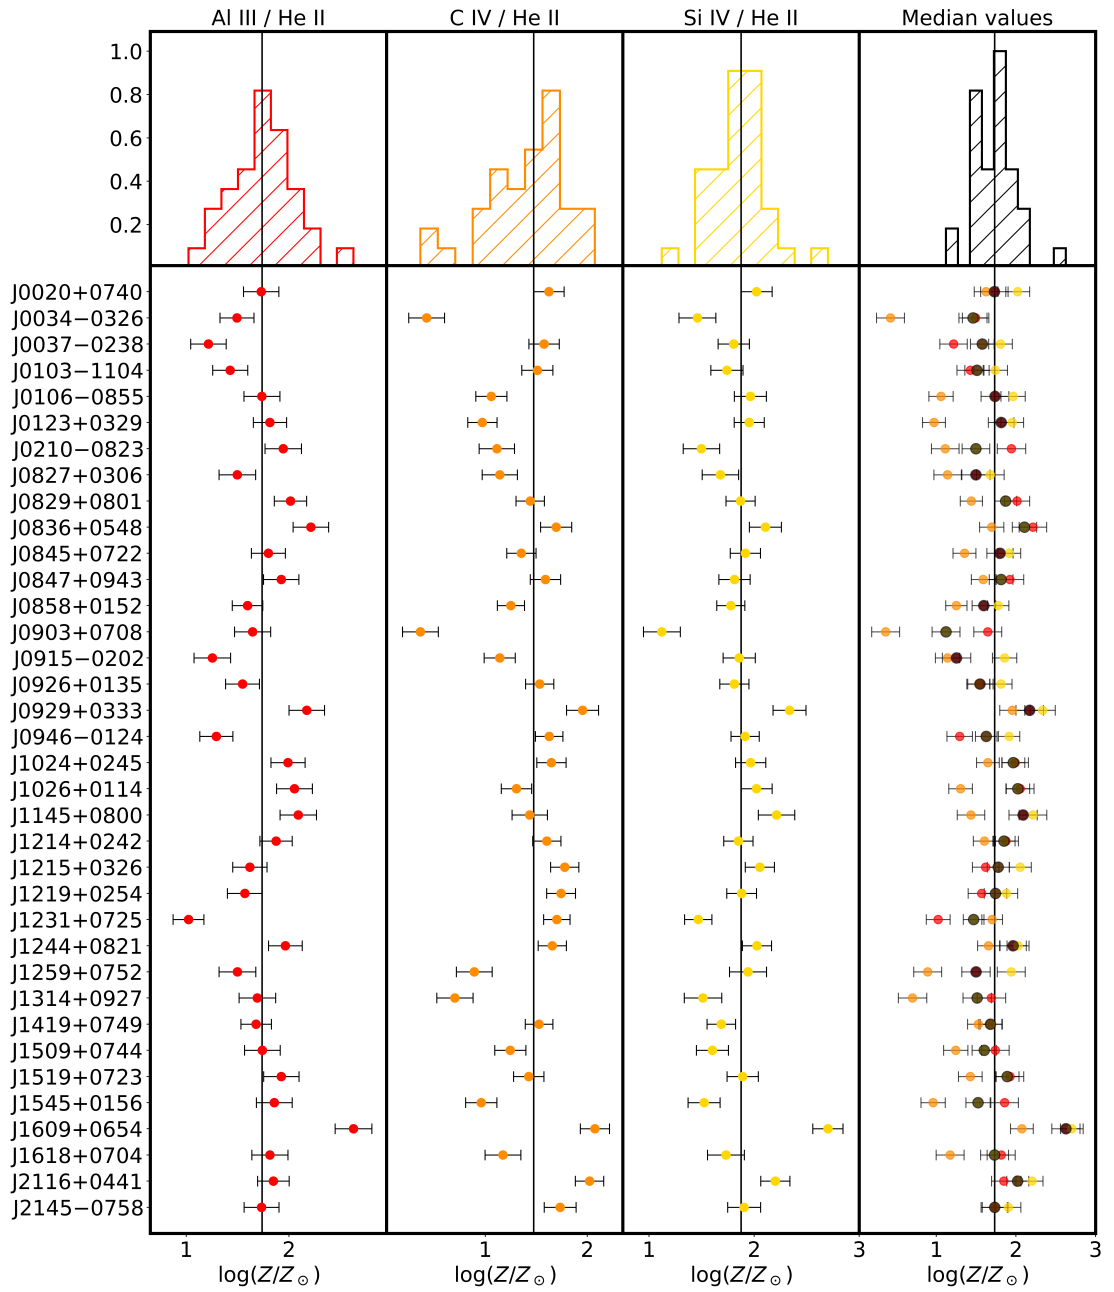 Al III / He II
C IV / He II
Si IV / He II
Median values
1.0
0.8
0.6
0.4
0.2
J0020+0740
J0034−0326
J0037−0238
J0103−1104
J0106−0855
J0123+0329
J0210−0823
J0827+0306
J0829+0801
J0836+0548
J0845+0722
J0847+0943
J0858+0152
J0903+0708
J0915−0202
J0926+0135
J0929+0333
J0946−0124
J1024+0245
J1026+0114
J1145+0800
J1214+0242
J1215+0326
J1219+0254
J1231+0725
J1244+0821
J1259+0752
J1314+0927
J1419+0749
J1509+0744
J1519+0723
J1545+0156
J1609+0654
J1618+0704
J2116+0441
J2145−0758
1 2 1 2 1 2 3 1 2 3
log(Z/Z⊙) log(Z/Z⊙) log(Z/Z⊙) log(Z/Z⊙)